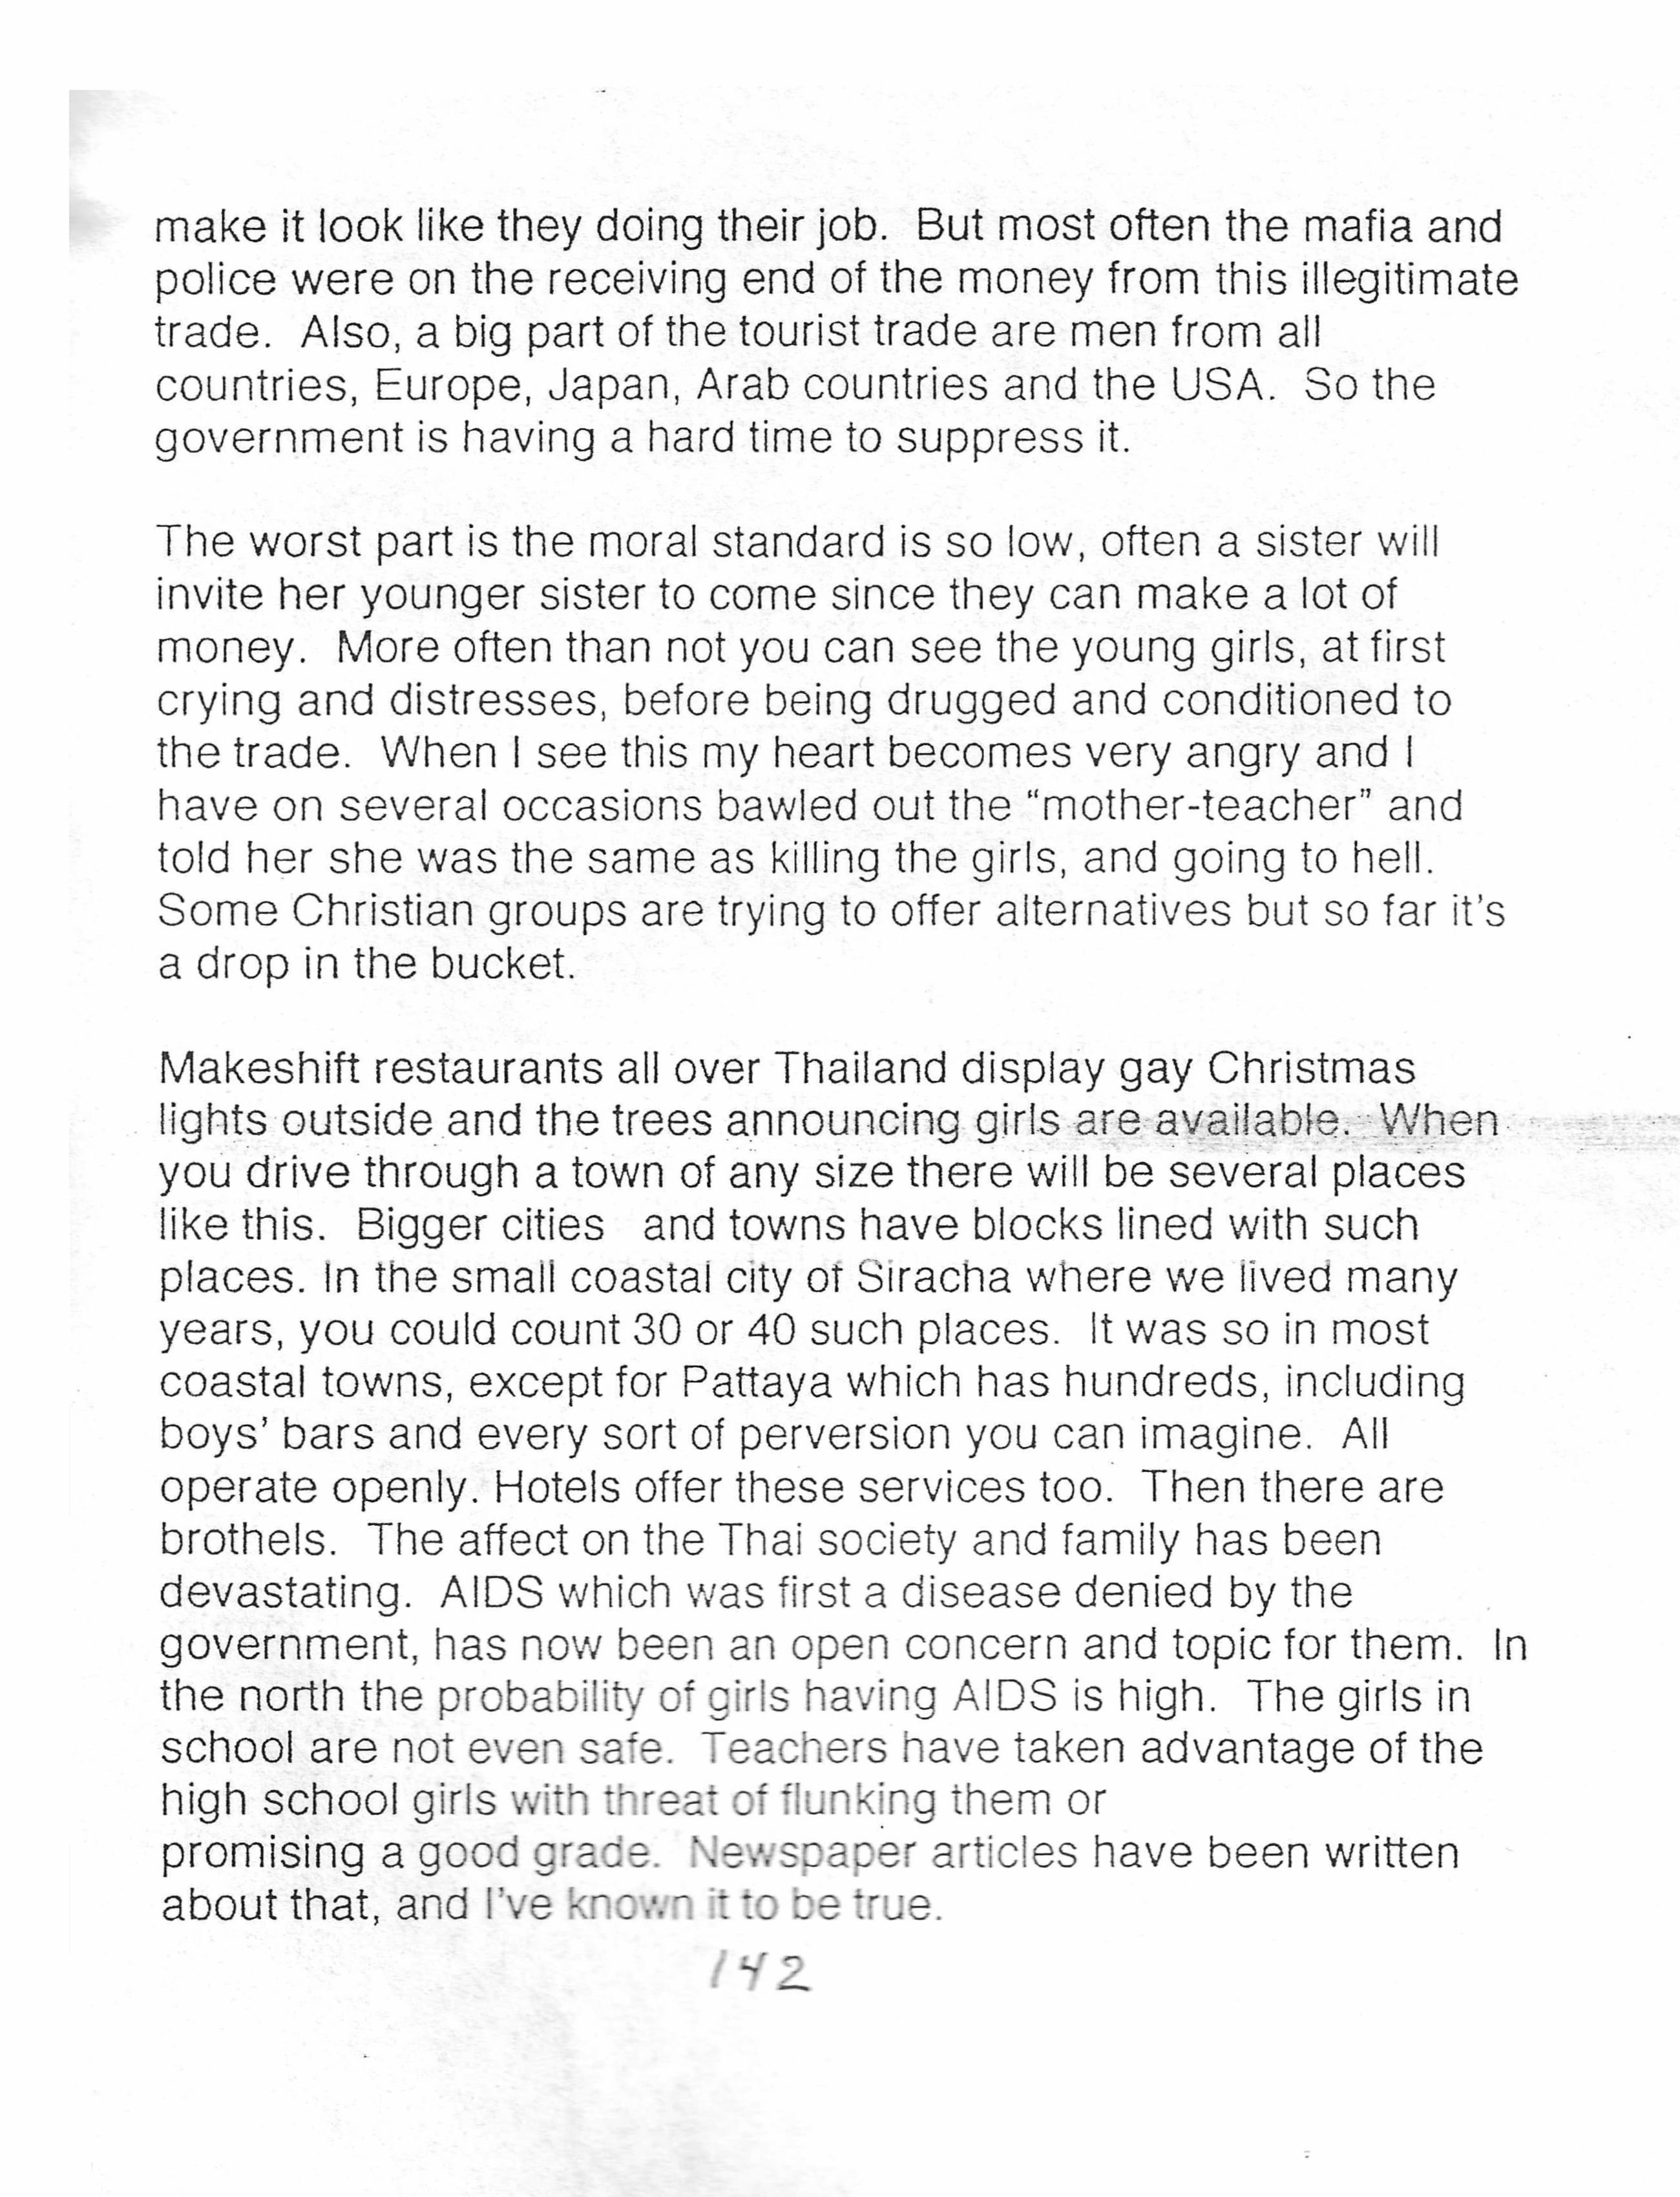 make it look like they doing their job.  But most often the mafia and
police were on the receiving end of the money from this illegitimate
trade.  Also, a big part of the tourist trade are men from all
countries, Europe, Japan, Arab countries and the USA.  So the
government is having a hard time to suppress it.

The worst part is the moral standard is so low, often a sister will
invite her younger sister to come since they can make a lot of
money.  More often than not you can see the young girls, at first
crying and distresses, before being drugged and conditioned to
the trade.  When I see this my heart becomes very angry and I
have on several occasions bawled out the “mother-teacher” and
told her she was the same as killing the girls, and going to hell.
Some Christian groups are trying to offer alternatives but so far it's
a drop in the bucket.

Makeshift restaurants all over Thailand display gay Christmas
lights outside and the trees announcing girls are available.  When
you drive through a town of any size there will be several places
like this.  Bigger cities   and towns have blocks lined with such
places. In the small coastal city of Siracha where we lived many
years, you could count 30 or 40 such places.  It was so in most
coastal towns, except for Pattaya which has hundreds, including
boys' bars and every sort of perversion you can imagine.  All
operate openly. Hotels offer these services too.  Then there are
brothels.  The affect on the Thai society and family has been
devastating.  AIDS which was first a disease denied by the
government, has now been an open concern and topic for them.  In
the north the probability of girls having AIDS is high.  The girls in
school are not even safe.  Teachers have taken advantage of the
high school girls with threat of flunking them or
promising a good grade.  Newspaper articles have been written
about that, and I've known it to be true.
142